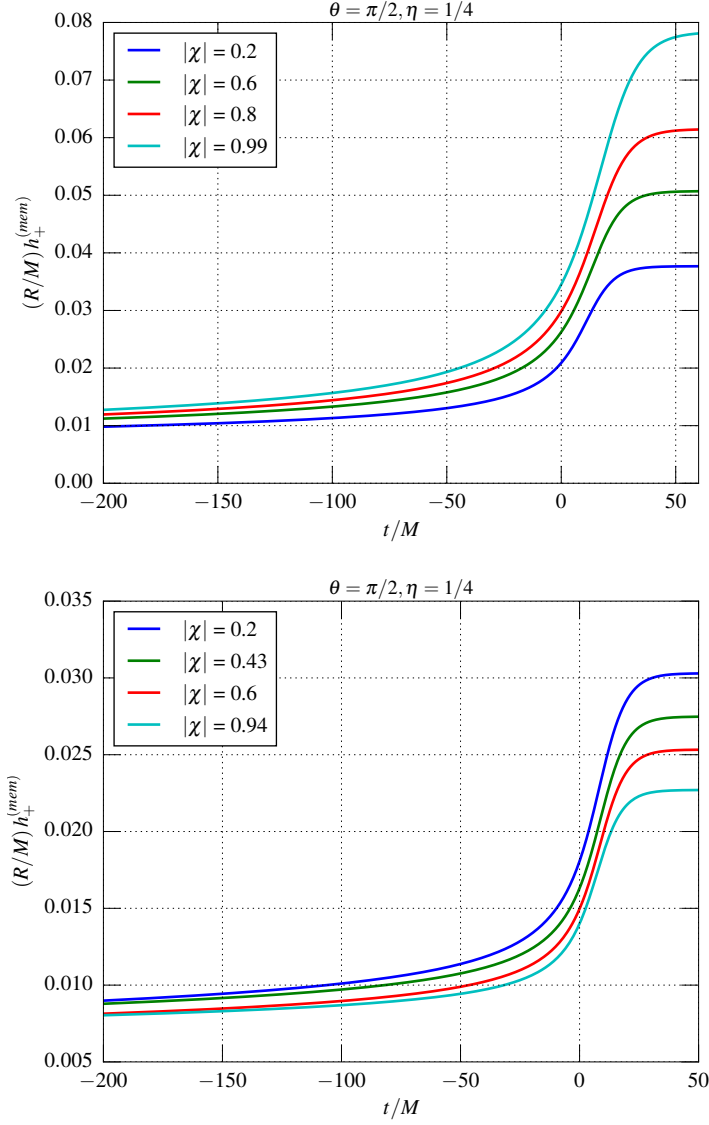 θ = π/2, η = 1/4
0.08
0.07
0.06
0.05
0.04
0.03
0.02
0.01
0.00
(R/M) h₊^(mem)
|χ| = 0.2
|χ| = 0.6
|χ| = 0.8
|χ| = 0.99
−200 −150 −100 −50 0 50
t/M
θ = π/2, η = 1/4
0.035
0.030
0.025
0.020
0.015
0.010
0.005
(R/M) h₊^(mem)
|χ| = 0.2
|χ| = 0.43
|χ| = 0.6
|χ| = 0.94
−200 −150 −100 −50 0 50
t/M